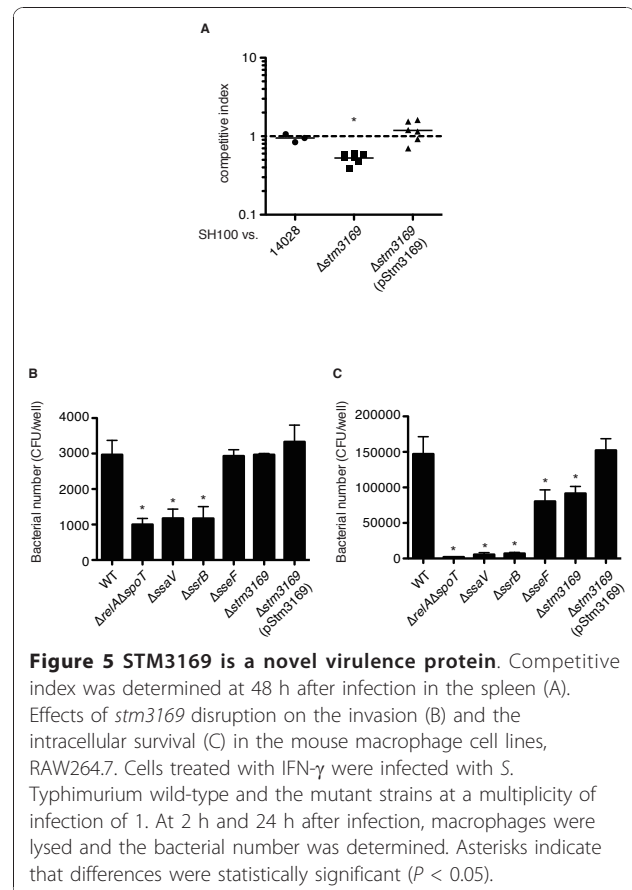 A
competitive index
10
1
0.1
SH100 vs.
14028
Δstm3169
Δstm3169
(pStm3169)
*
B
Bacterial number (CFU/well)
4000
3000
2000
1000
0
* * *
WT
ΔrelAΔspoT
ΔssaV
ΔssrB
ΔsseF
Δstm3169
Δstm3169
(pStm3169)
C
Bacterial number (CFU/well)
200000
150000
100000
50000
0
* * * * *
WT
ΔrelAΔspoT
ΔssaV
ΔssrB
ΔsseF
Δstm3169
Δstm3169
(pStm3169)
Figure 5 STM3169 is a novel virulence protein. Competitive
index was determined at 48 h after infection in the spleen (A).
Effects of stm3169 disruption on the invasion (B) and the
intracellular survival (C) in the mouse macrophage cell lines,
RAW264.7. Cells treated with IFN-γ were infected with S.
Typhimurium wild-type and the mutant strains at a multiplicity of
infection of 1. At 2 h and 24 h after infection, macrophages were
lysed and the bacterial number was determined. Asterisks indicate
that differences were statistically significant (P < 0.05).